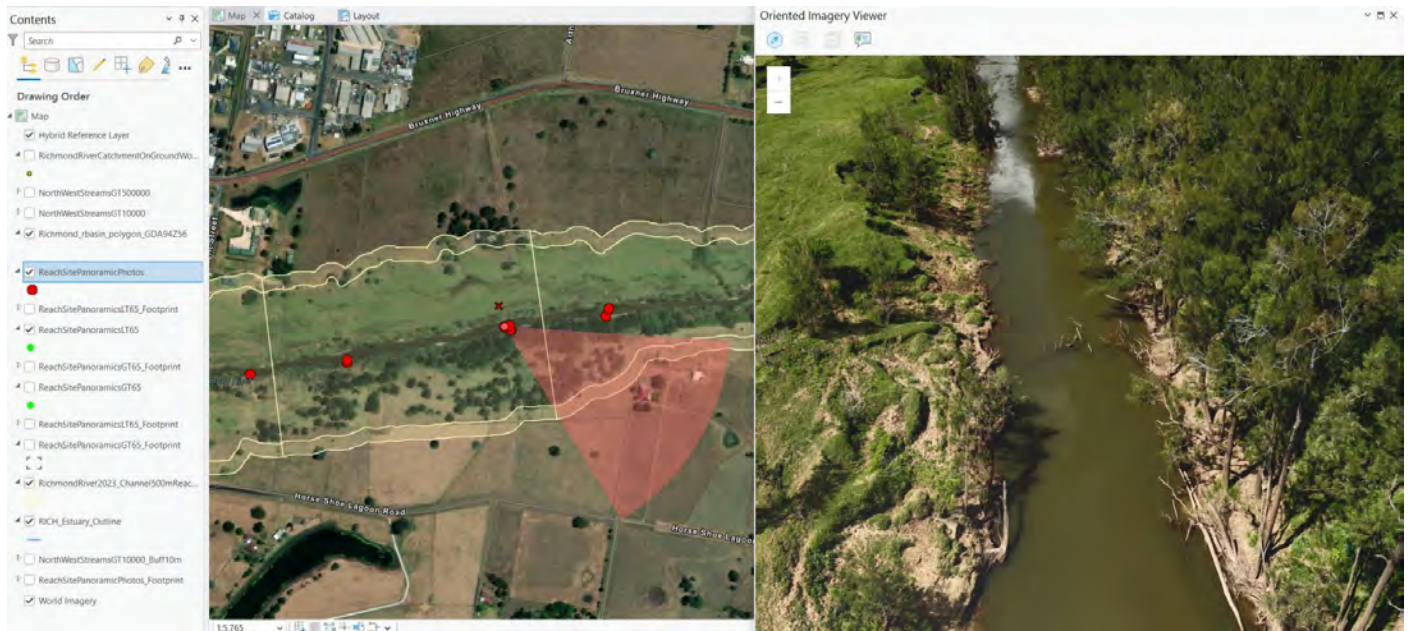 Contents
Search
Drawing Order
Map
Hybrid Reference Layer
RichmondRiverCatchmentOnGroundWo...
NorthWestStreamsGT500000
NorthWestStreamsGT10000
Richmond_rbasin_polygon_GDA94Z56
ReachSitePanoramicPhotos
ReachSitePanoramicsLT65_Footprint
ReachSitePanoramicsLT65
ReachSitePanoramicsGT65_Footprint
ReachSitePanoramicsGT65
ReachSitePanoramicsLT65_Footprint
ReachSitePanoramicsGT65_Footprint
RichmondRiver2023_Channel500mReac...
RICH_Estuary_Outline
NorthWestStreamsGT10000_Buff10m
ReachSitePanoramicPhotos_Footprint
World Imagery
Map
Catalog
Layout
Bruxner Highway
Bruxner Highway
Horse Shoe Lagoon Road
Horse Shoe Lagoo
1:5,765
Oriented Imagery Viewer